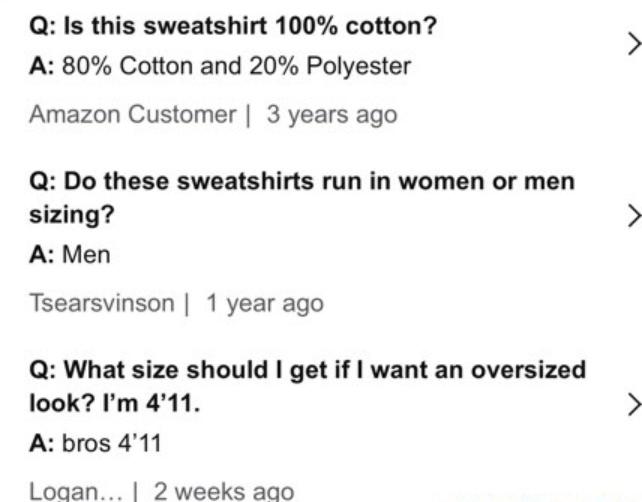 Q: Is this sweatshirt 100% cotton?
A: 80% Cotton and 20% Polyester
Amazon Customer | 3 years ago
Q: Do these sweatshirts run in women or men
sizing?
A: Men
Tsearsvinson | 1 year ago
Q: What size should I get if I want an oversized
look? I’m 4’11.
A: bros 4’11
Logan... | 2 weeks ago